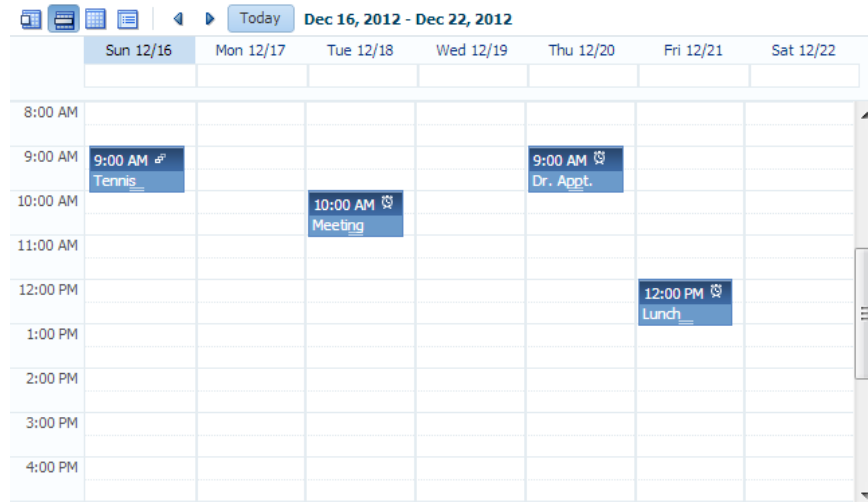 Today Dec 16, 2012 - Dec 22, 2012
Sun 12/16 Mon 12/17 Tue 12/18 Wed 12/19 Thu 12/20 Fri 12/21 Sat 12/22
8:00 AM
9:00 AM 9:00 AM 9:00 AM
Tennis Dr. Appt.
10:00 AM 10:00 AM
Meeting
11:00 AM
12:00 PM 12:00 PM
Lunch
1:00 PM
2:00 PM
3:00 PM
4:00 PM